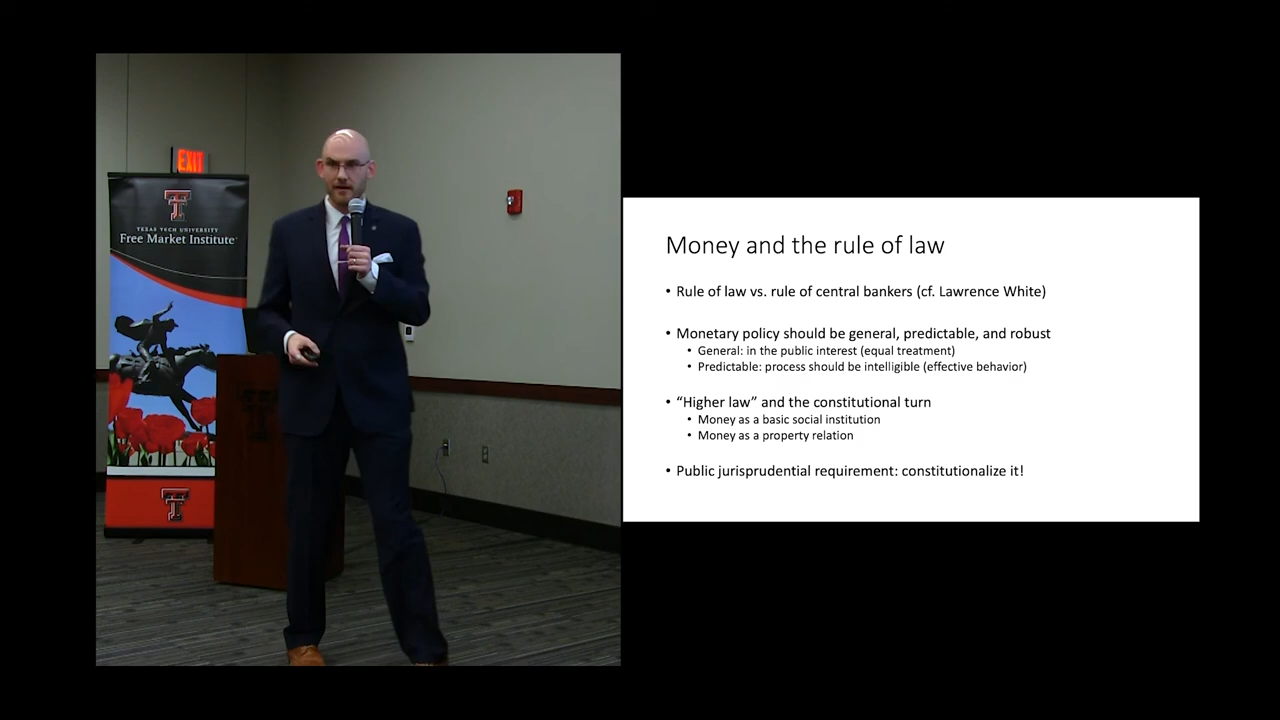 EXIT
TEXAS TECH UNIVERSITY
Free Market Institute
Money and the rule of law
• Rule of law vs. rule of central bankers (cf. Lawrence White)
• Monetary policy should be general, predictable, and robust
• General: in the public interest (equal treatment)
• Predictable: process should be intelligible (effective behavior)
• “Higher law” and the constitutional turn
• Money as a basic social institution
• Money as a property relation
• Public jurisprudential requirement: constitutionalize it!